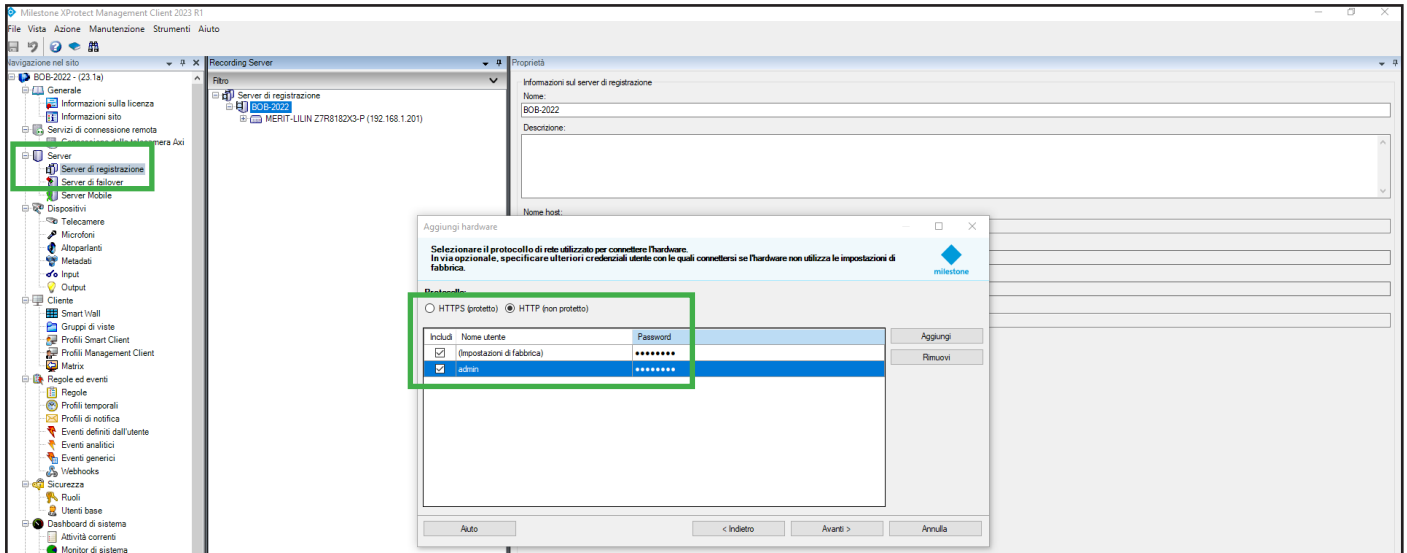 Milestone XProtect Management Client 2023 R1
File Vista Azione Manutenzione Strumenti Aiuto
Navigazione nel sito
BOB-2022 - (23.1a)
Generale
Informazioni sulla licenza
Informazioni sito
Servizi di connessione remota
Connessione della telecamera Axi
Server
Server di registrazione
Server di failover
Server Mobile
Dispositivi
Telecamere
Microfoni
Altoparlanti
Metadati
Input
Output
Cliente
Smart Wall
Gruppi di viste
Profili Smart Client
Profili Management Client
Matrix
Regole ed eventi
Regole
Profili temporali
Profili di notifica
Eventi definiti dall'utente
Eventi analitici
Eventi generici
Webhooks
Sicurezza
Ruoli
Utenti base
Dashboard di sistema
Attività correnti
Monitor di sistema
Recording Server
Filtro
Server di registrazione
BOB-2022
MERIT-LILIN Z7R8182X3-P (192.168.1.201)
Proprietà
Informazioni sul server di registrazione
Nome:
BOB-2022
Descrizione:
Nome host:
Aggiungi hardware
Selezionare il protocollo di rete utilizzato per connettere l'hardware.
In via opzionale, specificare ulteriori credenziali utente con le quali connettersi se l'hardware non utilizza le impostazioni di
fabbrica.
milestone
Protocollo:
HTTPS (protetto) HTTP (non protetto)
Includi Nome utente Password
(Impostazioni di fabbrica) ●●●●●●●●
admin ●●●●●●●●
Aggiungi
Rimuovi
Aiuto < Indietro Avanti > Annulla